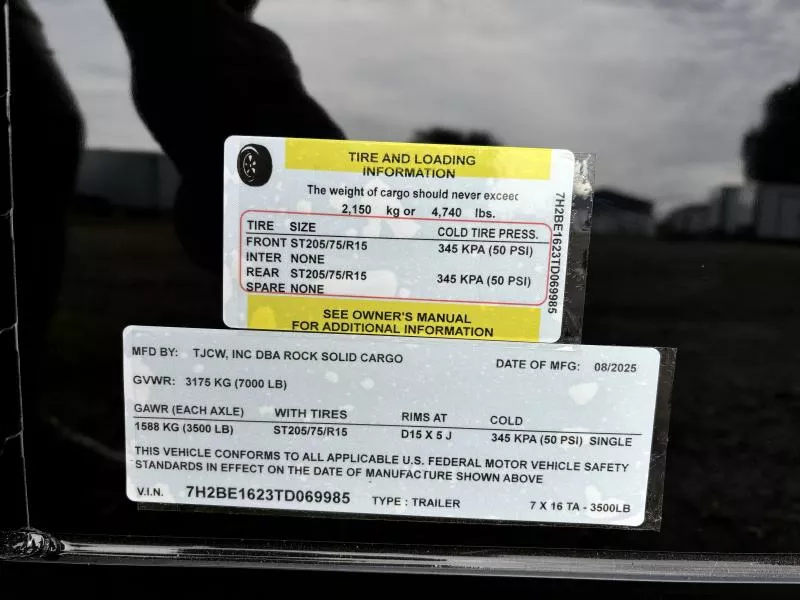 TIRE AND LOADING
INFORMATION
The weight of cargo should never exceed
2,150 kg or 4,740 lbs.
TIRE SIZE COLD TIRE PRESS.
FRONT ST205/75/R15 345 KPA (50 PSI)
INTER NONE
REAR ST205/75/R15 345 KPA (50 PSI)
SPARE NONE
SEE OWNER'S MANUAL
FOR ADDITIONAL INFORMATION
7H2BE1623TD069985
MFD BY: TJCW, INC DBA ROCK SOLID CARGO DATE OF MFG: 08/2025
GVWR: 3175 KG (7000 LB)
GAWR (EACH AXLE) WITH TIRES RIMS AT COLD
1588 KG (3500 LB) ST205/75/R15 D15 X 5 J 345 KPA (50 PSI) SINGLE
THIS VEHICLE CONFORMS TO ALL APPLICABLE U.S. FEDERAL MOTOR VEHICLE SAFETY
STANDARDS IN EFFECT ON THE DATE OF MANUFACTURE SHOWN ABOVE
V.I.N. 7H2BE1623TD069985 TYPE : TRAILER 7 X 16 TA - 3500LB